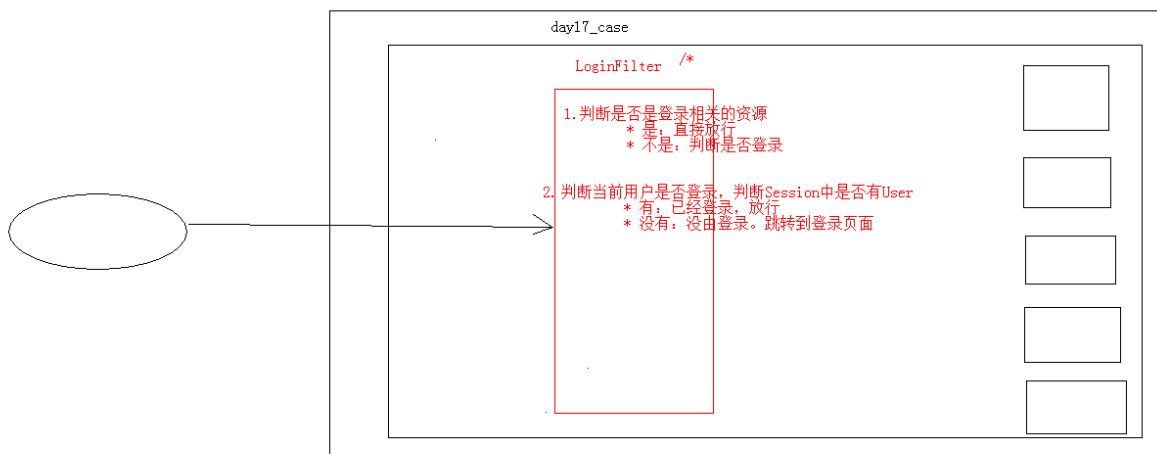 day17_case
LoginFilter /*
1.判断是否是登录相关的资源
* 是：直接放行
* 不是：判断是否登录
2.判断当前用户是否登录，判断Session中是否有User
* 有：已经登录，放行
* 没有：没由登录。跳转到登录页面